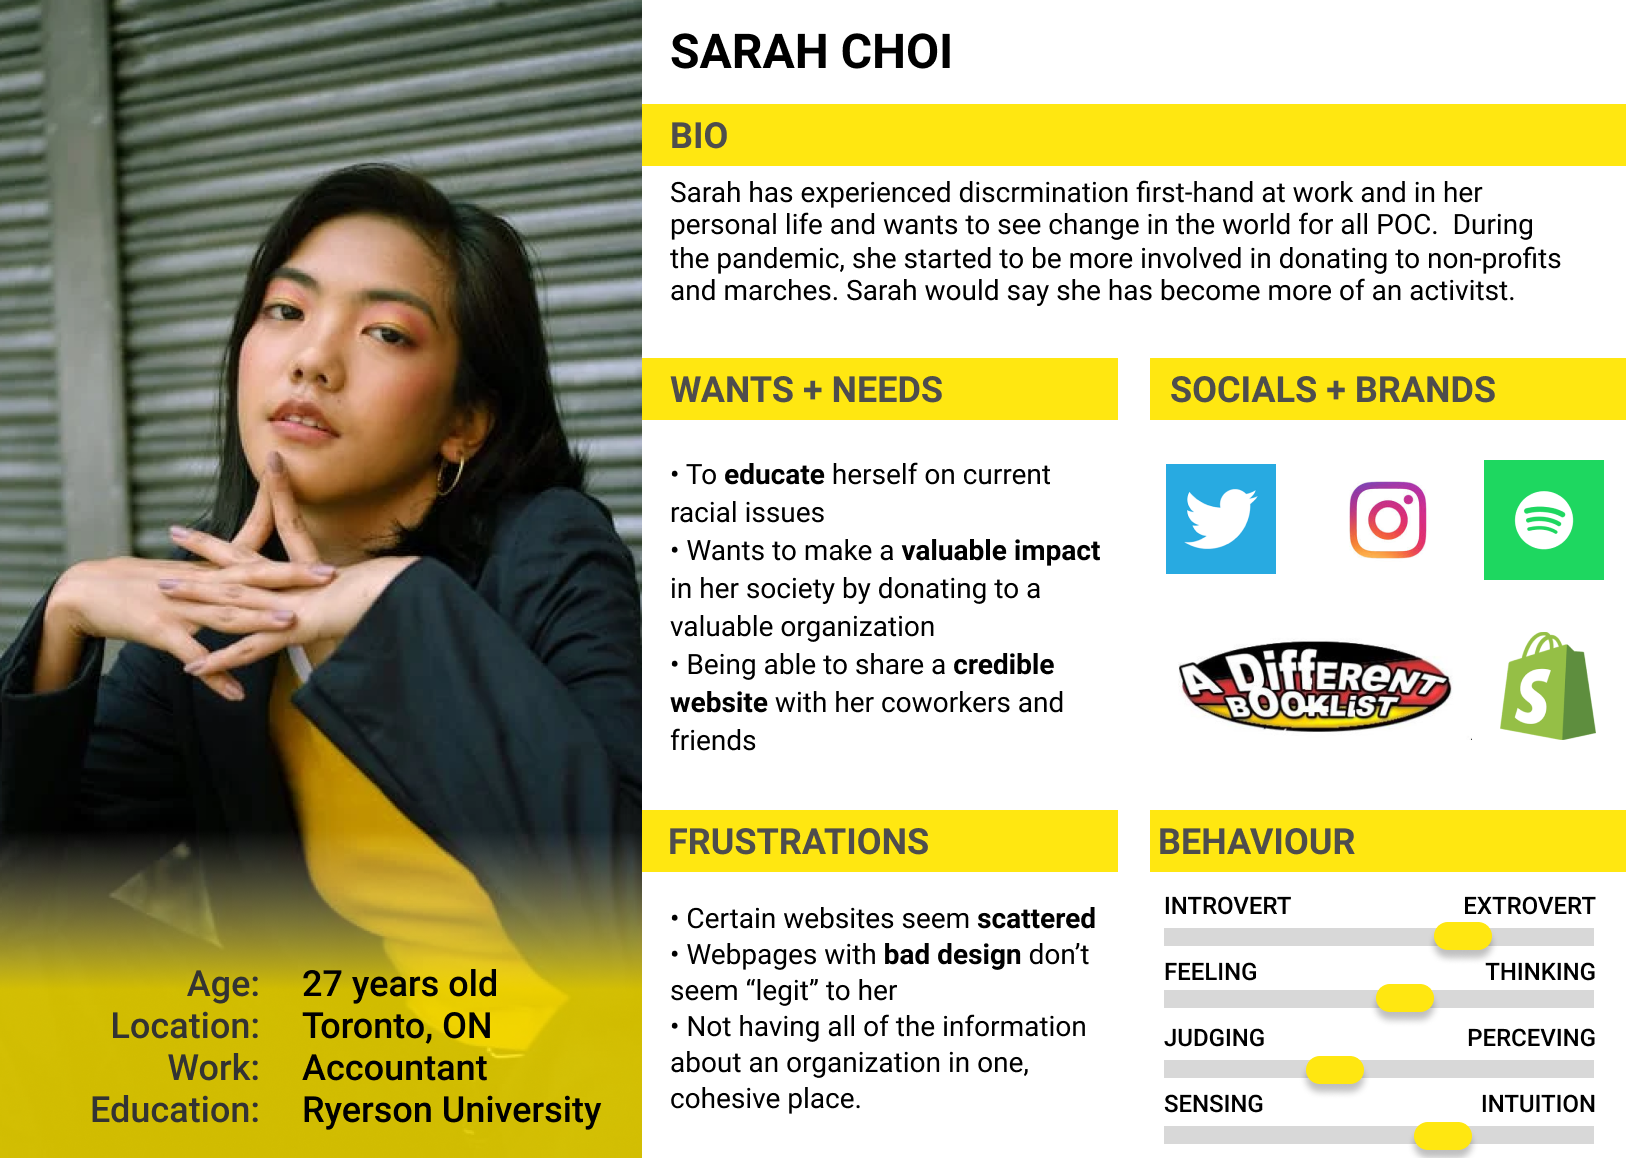 SARAH CHOI
BIO
Sarah has experienced discrmination first-hand at work and in her
personal life and wants to see change in the world for all POC.  During
the pandemic, she started to be more involved in donating to non-profits
and marches. Sarah would say she has become more of an activitst.
WANTS + NEEDS
• To educate herself on current
racial issues
• Wants to make a valuable impact
in her society by donating to a
valuable organization
• Being able to share a credible
website with her coworkers and
friends
SOCIALS + BRANDS
A DiffERENT
BOOKLiST
S
FRUSTRATIONS
• Certain websites seem scattered
• Webpages with bad design don’t
seem “legit” to her
• Not having all of the information
about an organization in one,
cohesive place.
BEHAVIOUR
INTROVERT EXTROVERT
FEELING THINKING
JUDGING PERCEVING
SENSING INTUITION
Age: 27 years old
Location: Toronto, ON
Work: Accountant
Education: Ryerson University